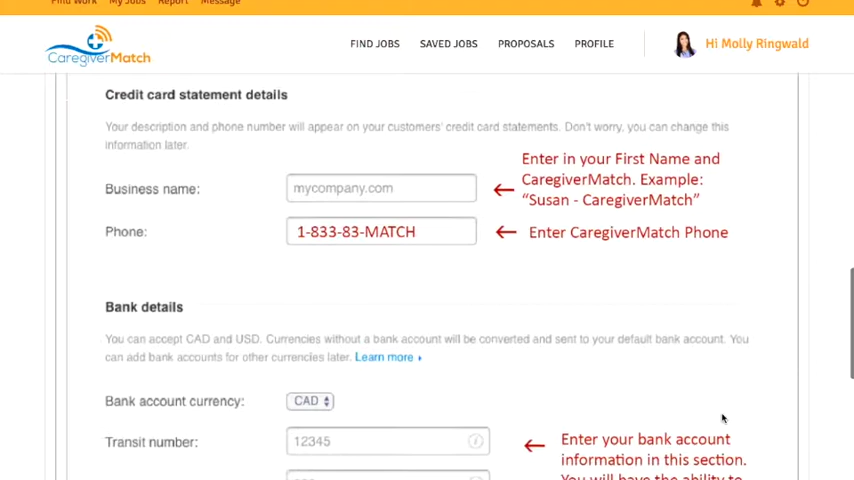 Find Work My Jobs Report Message
CaregiverMatch
FIND JOBS SAVED JOBS PROPOSALS PROFILE Hi Molly Ringwald
Credit card statement details
Your description and phone number will appear on your customers' credit card statements. Don't worry, you can change this
information later.
Enter in your First Name and
CaregiverMatch. Example:
"Susan - CaregiverMatch"
Business name: mycompany.com
Phone: 1-833-83-MATCH
Enter CaregiverMatch Phone
Bank details
You can accept CAD and USD. Currencies without a bank account will be converted and sent to your default bank account. You
can add bank accounts for other currencies later. Learn more
Bank account currency: CAD
Transit number: 12345
Enter your bank account
information in this section.
You will have the ability to